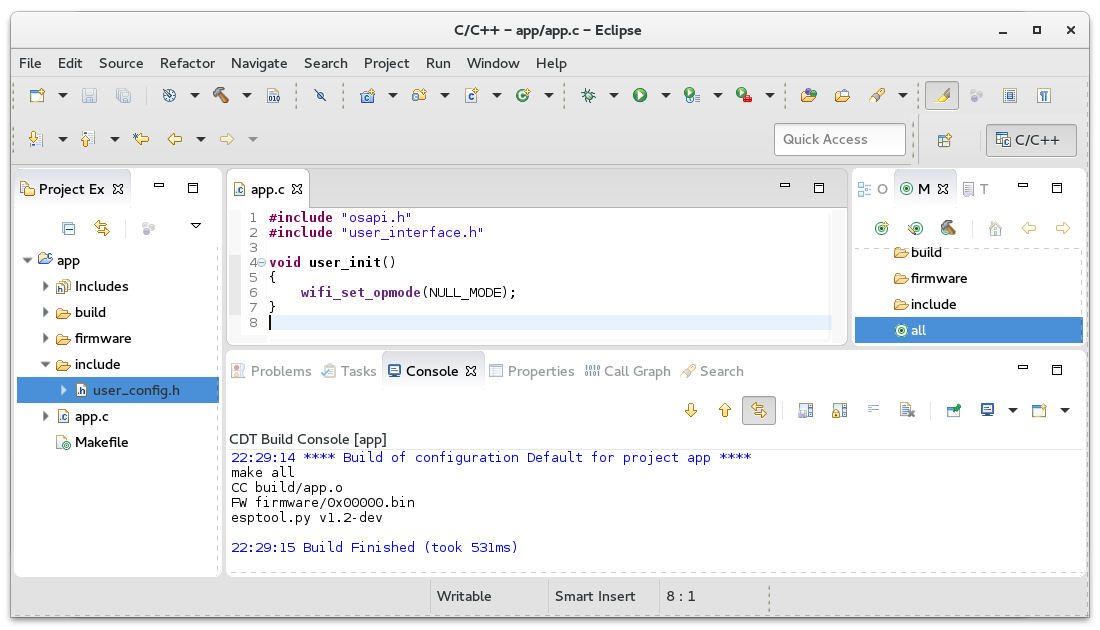 C/C++ – app/app.c – Eclipse
File Edit Source Refactor Navigate Search Project Run Window Help
010
Quick Access C/C++
Project Ex
app
Includes
build
firmware
include
user_config.h
app.c
Makefile
app.c
1 #include "osapi.h"
2 #include "user_interface.h"
3
4 void user_init()
5 {
6 wifi_set_opmode(NULL_MODE);
7 }
8
O M T
build
firmware
include
all
Problems Tasks Console Properties Call Graph Search
CDT Build Console [app]
22:29:14 **** Build of configuration Default for project app ****
make all
CC build/app.o
FW firmware/0x00000.bin
esptool.py v1.2-dev
22:29:15 Build Finished (took 531ms)
Writable Smart Insert 8 : 1